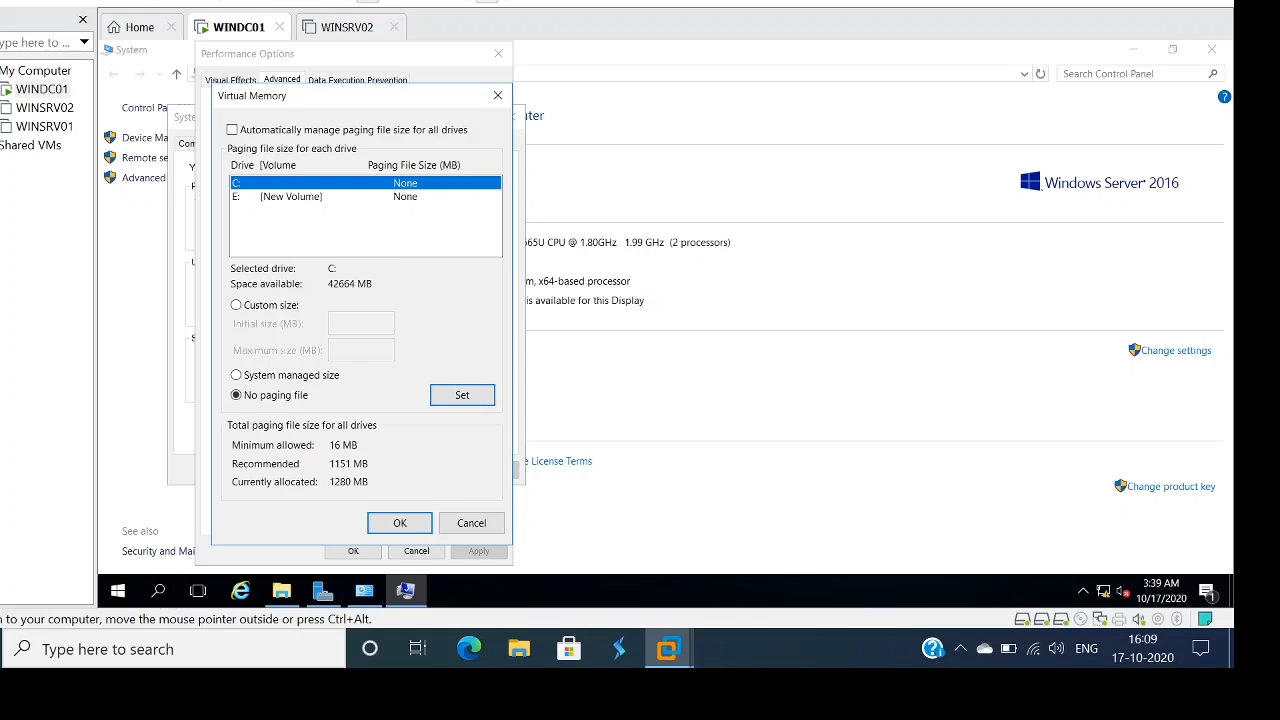 Home
WINDC01
WINSRV02
ype here to ...
My Computer
WINDC01
WINSRV02
WINSRV01
Shared VMs
System
Search Control Panel
Control Pa
Device Ma
Remote se
Advanced
See also
Security and Mai
Performance Options
Visual Effects
Advanced
Data Execution Prevention
Syste
Com
Virtual Memory
Automatically manage paging file size for all drives
Paging file size for each drive
Drive [Volume Paging File Size (MB)
C: None
E: [New Volume] None
Selected drive: C:
Space available: 42664 MB
Custom size:
Initial size (MB):
Maximum size (MB):
System managed size
No paging file
Set
Total paging file size for all drives
Minimum allowed: 16 MB
Recommended 1151 MB
Currently allocated: 1280 MB
OK Cancel
OK Cancel Apply
ter
Windows Server 2016
65U CPU @ 1.80GHz 1.99 GHz (2 processors)
m, x64-based processor
is available for this Display
Change settings
e License Terms
Change product key
3:39 AM
10/17/2020
1
n to your computer, move the mouse pointer outside or press Ctrl+Alt.
Type here to search
ENG
16:09
17-10-2020